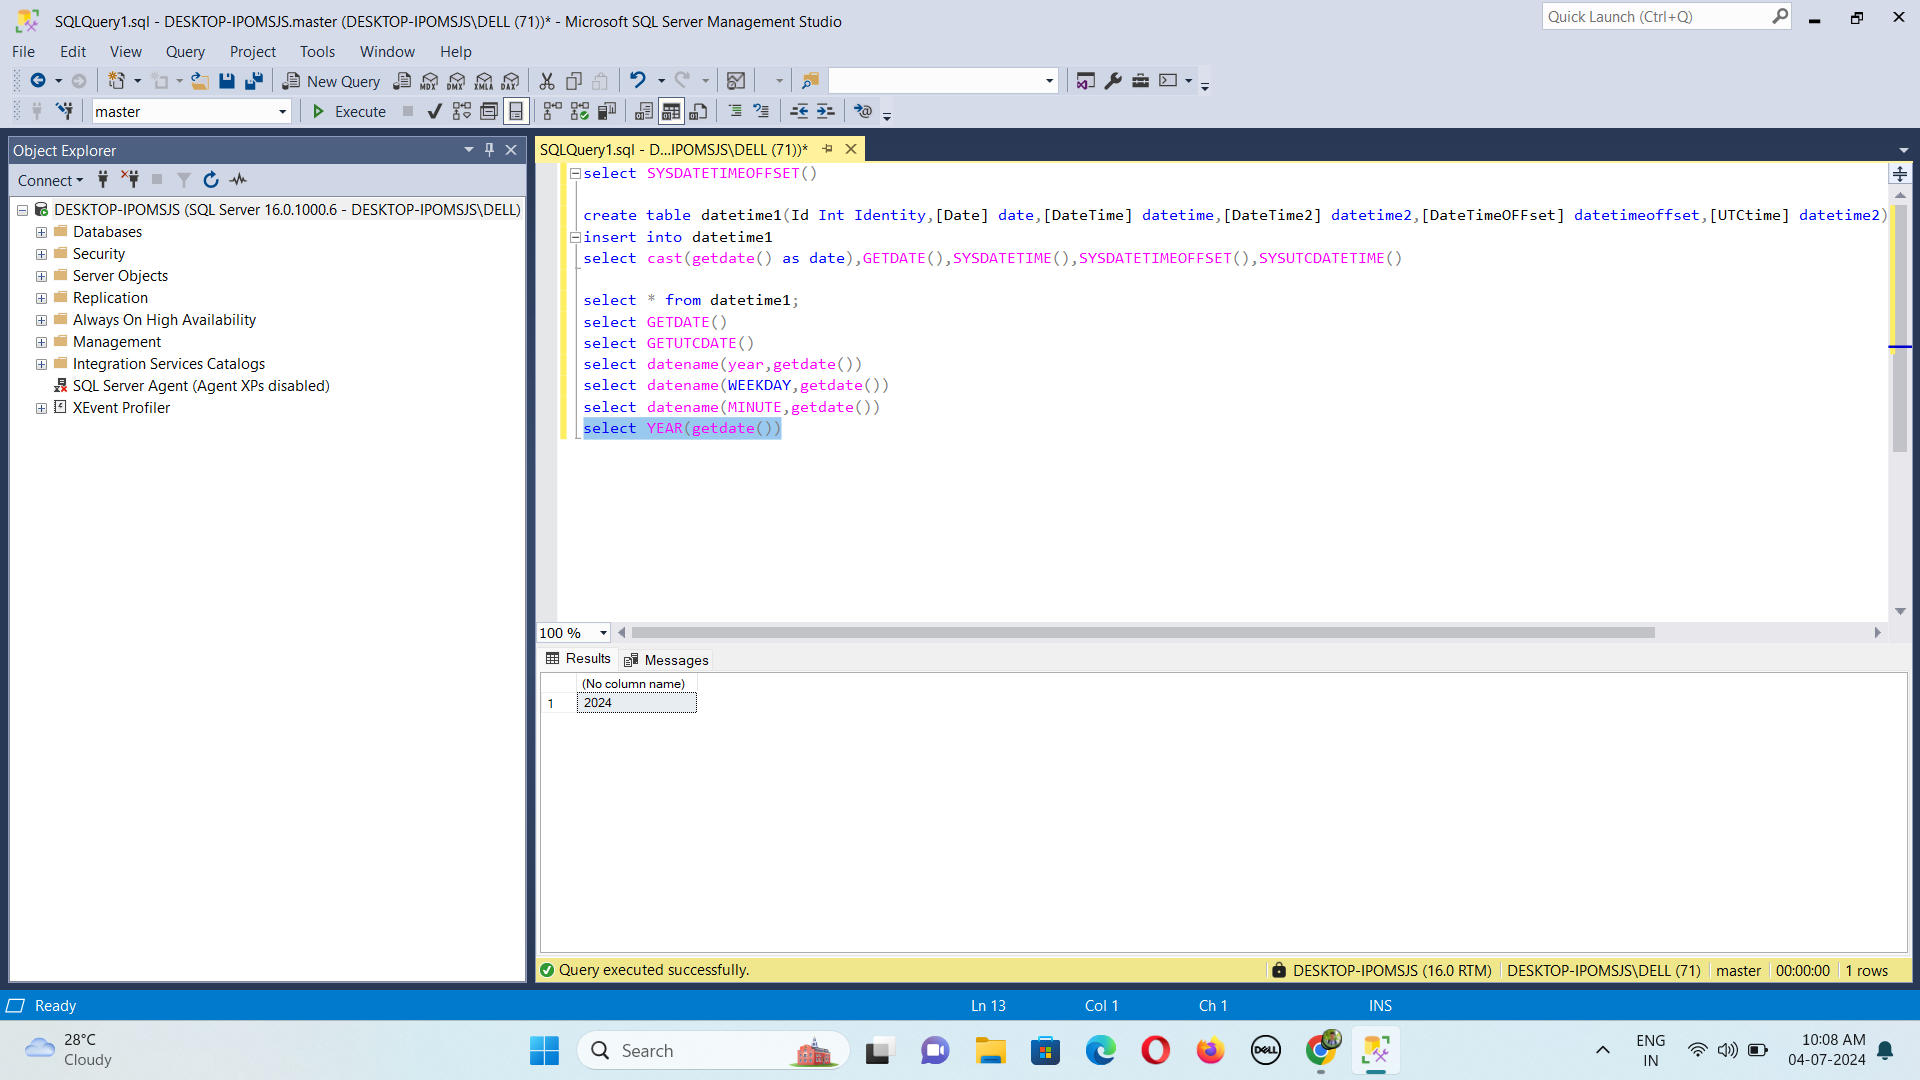 SQLQuery1.sql - DESKTOP-IPOMSJS.master (DESKTOP-IPOMSJS\DELL (71))* - Microsoft SQL Server Management Studio
Quick Launch (Ctrl+Q)
File Edit View Query Project Tools Window Help
New Query MDX DMX XMLA DAX
master Execute
Object Explorer
Connect
DESKTOP-IPOMSJS (SQL Server 16.0.1000.6 - DESKTOP-IPOMSJS\DELL)
Databases
Security
Server Objects
Replication
Always On High Availability
Management
Integration Services Catalogs
SQL Server Agent (Agent XPs disabled)
XEvent Profiler
SQLQuery1.sql - D...IPOMSJS\DELL (71))*
select SYSDATETIMEOFFSET()
create table datetime1(Id Int Identity,[Date] date,[DateTime] datetime,[DateTime2] datetime2,[DateTimeOFFset] datetimeoffset,[UTCtime] datetime2)
insert into datetime1
select cast(getdate() as date),GETDATE(),SYSDATETIME(),SYSDATETIMEOFFSET(),SYSUTCDATETIME()
select * from datetime1;
select GETDATE()
select GETUTCDATE()
select datename(year,getdate())
select datename(WEEKDAY,getdate())
select datename(MINUTE,getdate())
select YEAR(getdate())
100 %
Results Messages
(No column name)
1 2024
Query executed successfully.
DESKTOP-IPOMSJS (16.0 RTM) DESKTOP-IPOMSJS\DELL (71) master 00:00:00 1 rows
Ready Ln 13 Col 1 Ch 1 INS
28°C
Cloudy
Search
DELL
ENG
IN
10:08 AM
04-07-2024